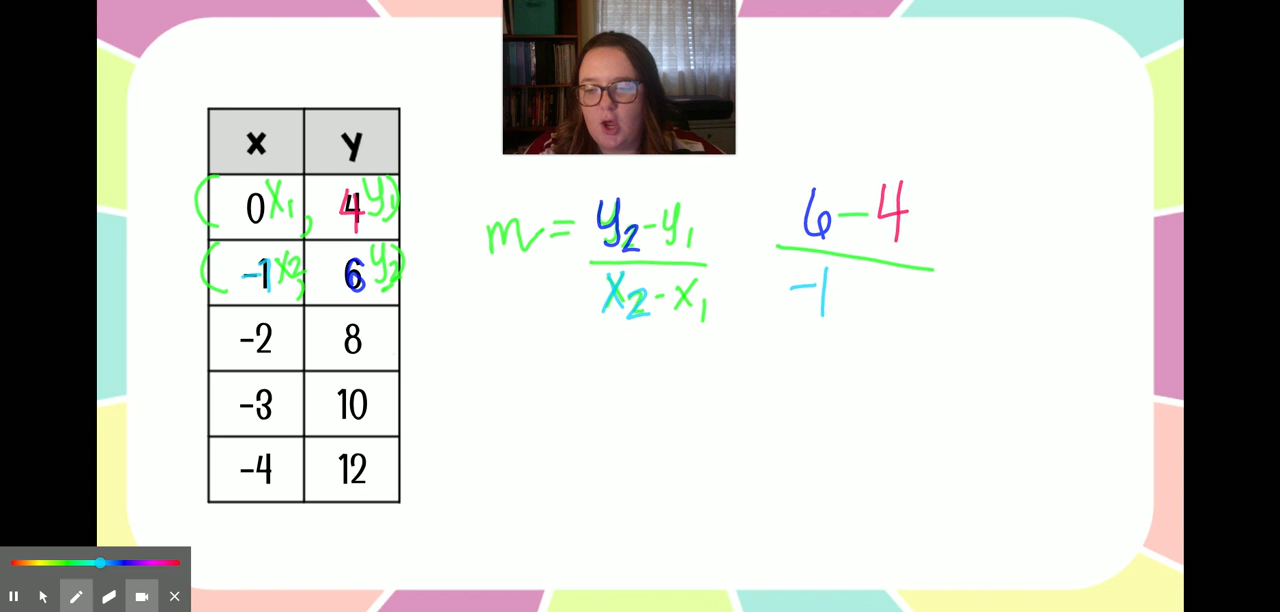 x y
(0 x₁, 4 y₁)
(-1 x₂, 6 y₂)
-2 8
-3 10
-4 12
m = y₂-y₁ 6-4
x₂-x₁ -1